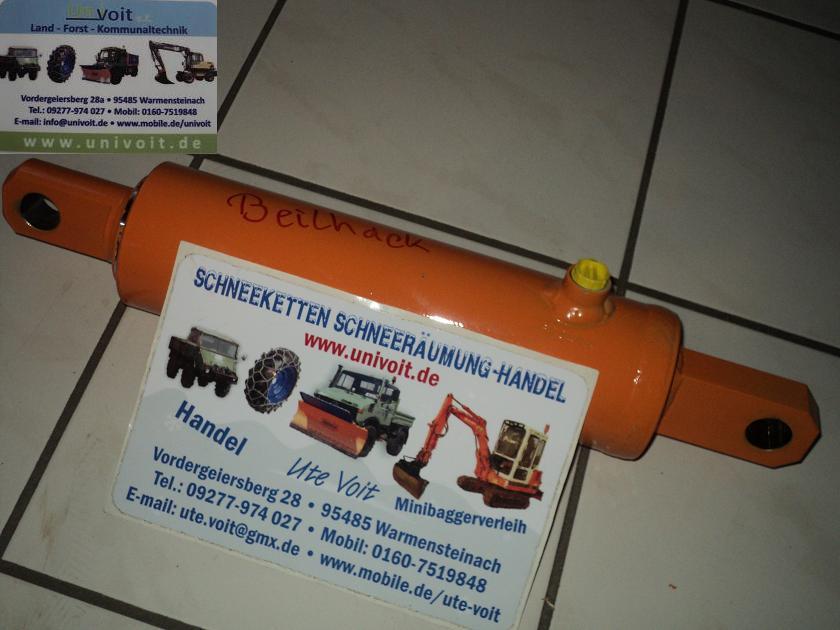 UniVoit e.K.
Land - Forst - Kommunaltechnik
Vordergeiersberg 28a • 95485 Warmensteinach
Tel.: 09277-974 027 • Mobil: 0160-7519848
E-mail: info@univoit.de • www.mobile.de/univoit
www.univoit.de
Beilhack
SCHNEEKETTEN SCHNEERÄUMUNG-HANDEL
www.univoit.de
Handel
Ute Voit
Minibaggerverleih
Vordergeiersberg 28 • 95485 Warmensteinach
Tel.: 09277-974 027 • Mobil: 0160-7519848
E-mail: ute.voit@gmx.de • www.mobile.de/ute-voit